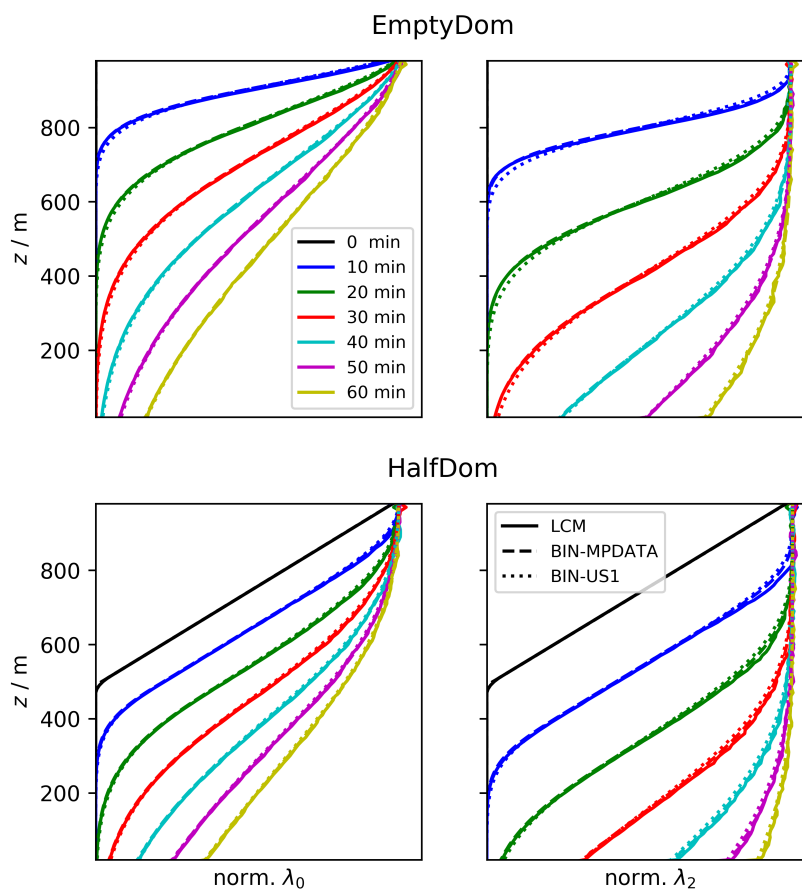 EmptyDom
z / m
800
600
400
200
0 min
10 min
20 min
30 min
40 min
50 min
60 min
HalfDom
z / m
800
600
400
200
LCM
BIN-MPDATA
BIN-US1
norm. λ₀
norm. λ₂